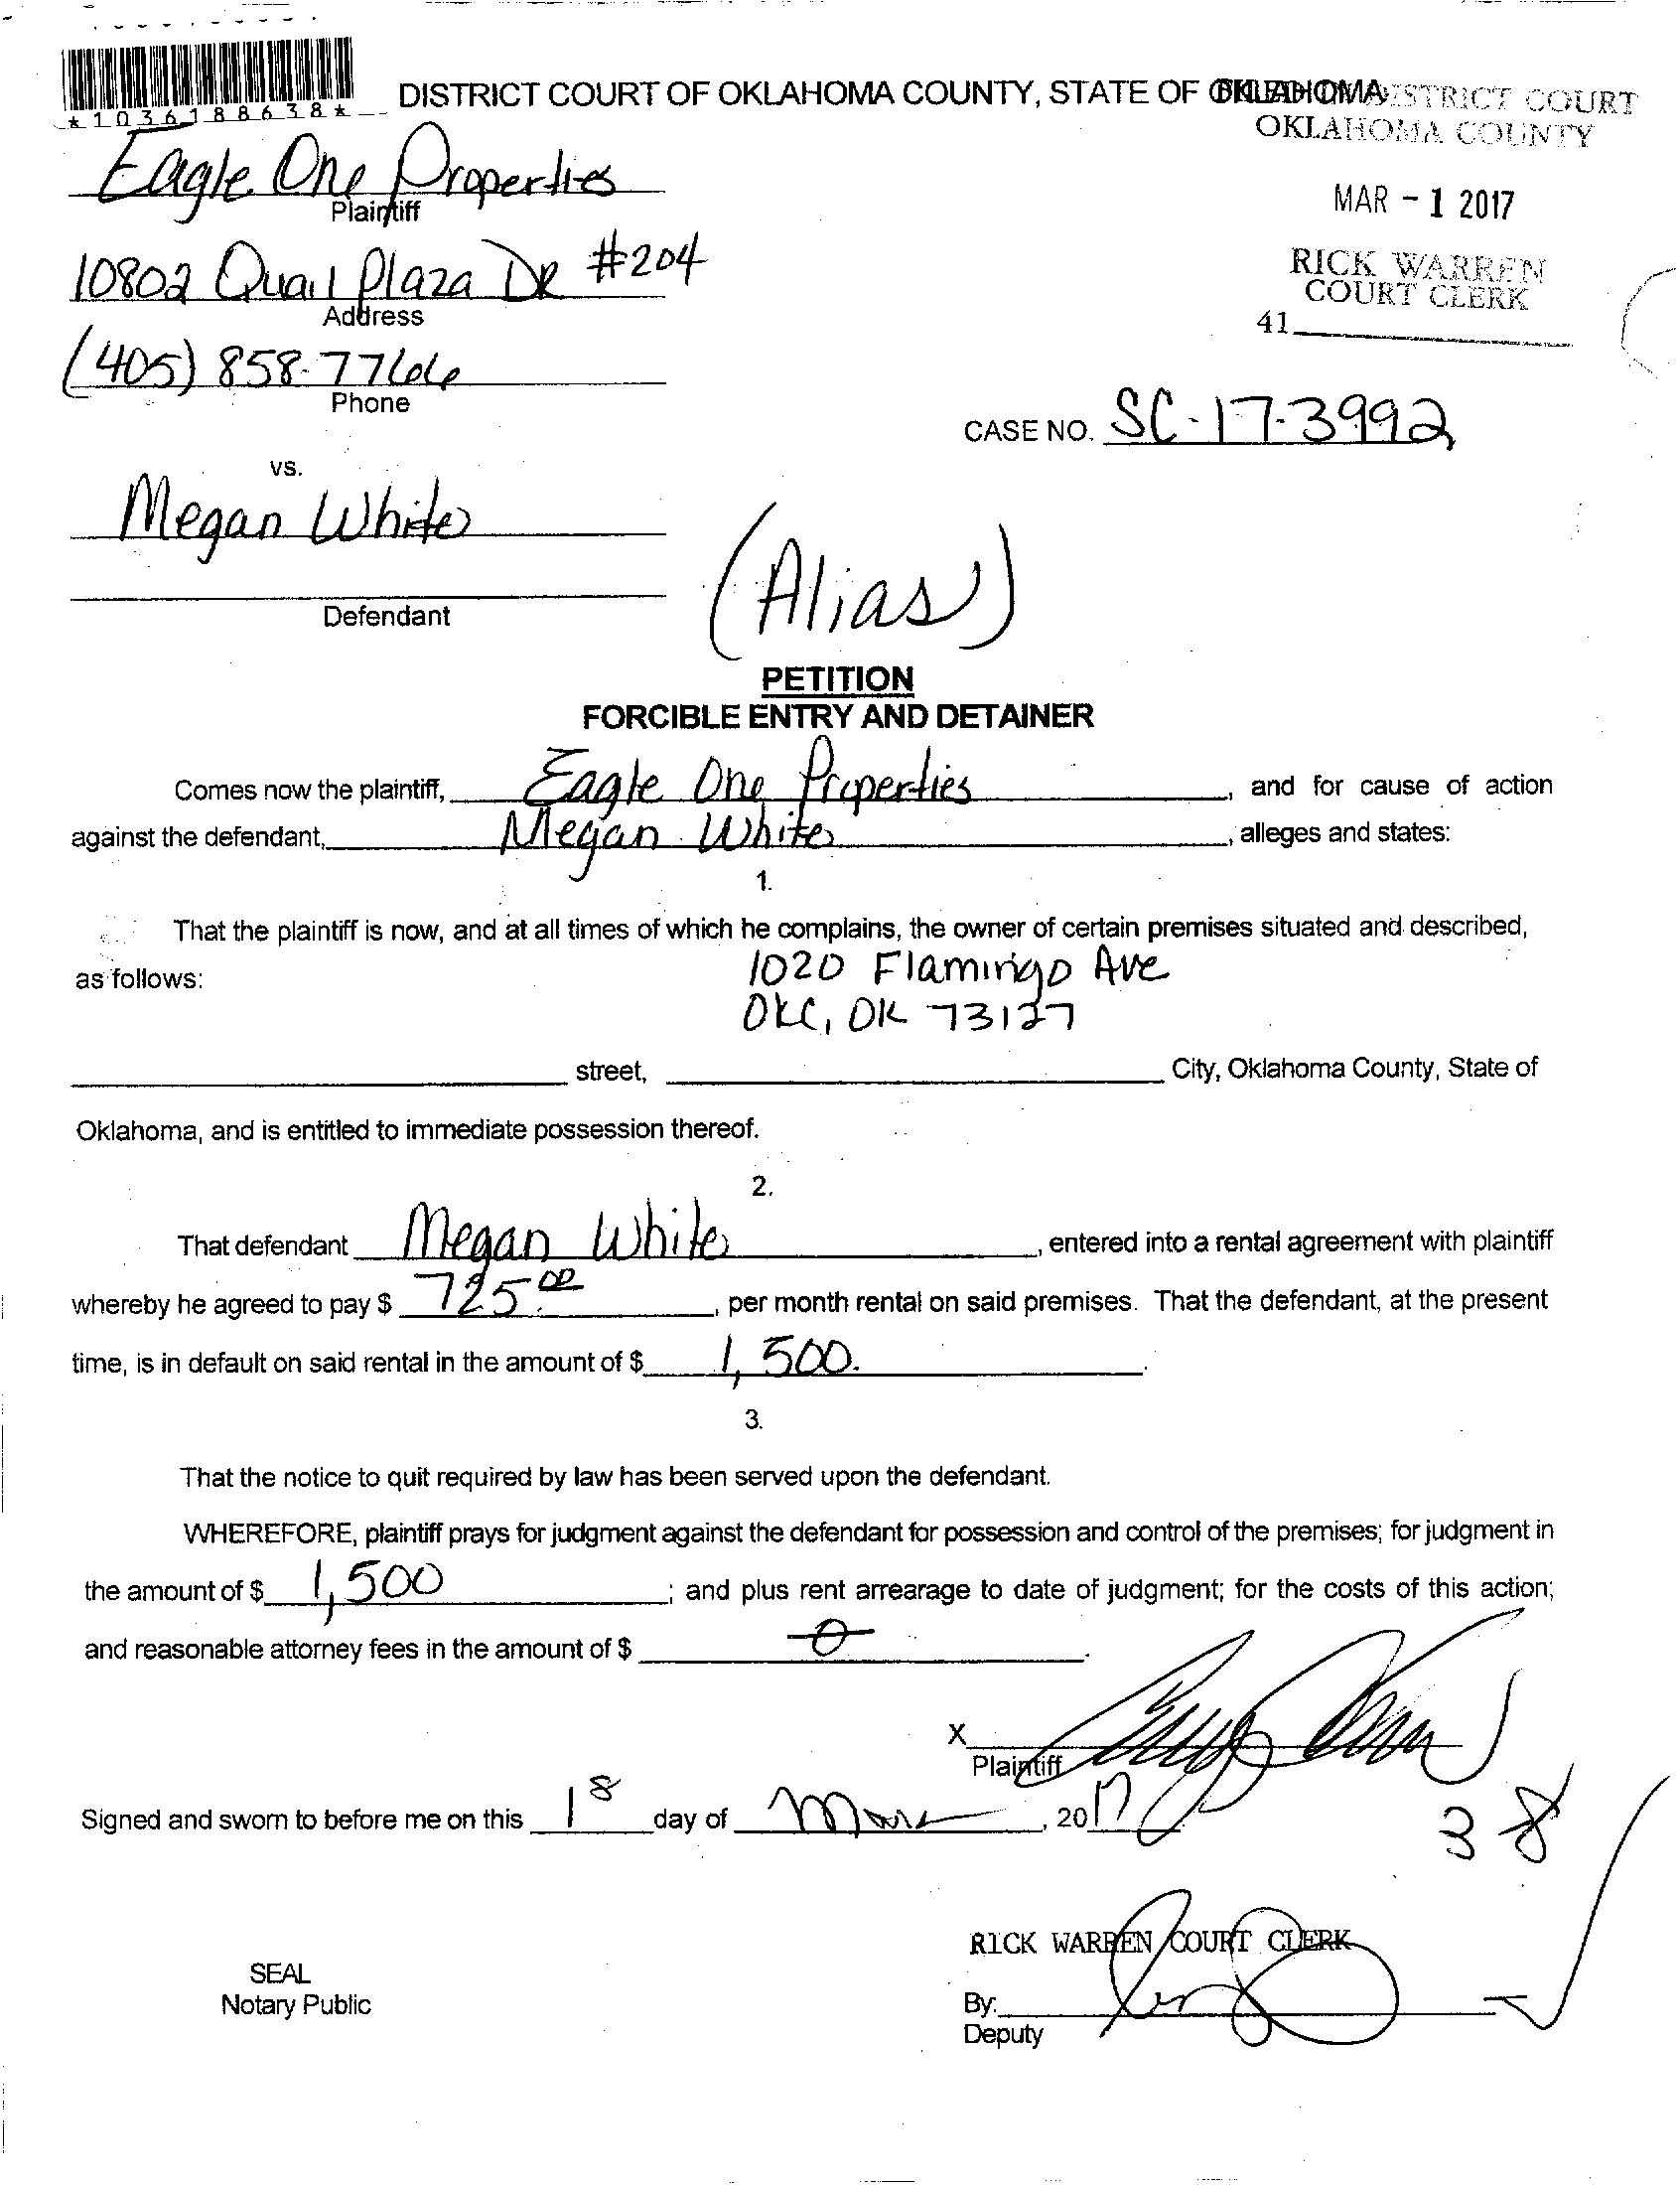 *1036188638*
DISTRICT COURT OF OKLAHOMA COUNTY, STATE OF OKLAHOMA
DISTRICT COURT
OKLAHOMA COUNTY
MAR - 1 2017
RICK WARREN
COURT CLERK
41
Eagle One Properties
Plaintiff
10802 Quail Plaza DR #204
Address
(405) 858-7766
Phone
CASE NO. SC-17-3992
vs.
Megan White
Defendant
(Alias)
PETITION
FORCIBLE ENTRY AND DETAINER
Comes now the plaintiff, Eagle One Properties, and for cause of action
against the defendant, Megan White, alleges and states:
1.
That the plaintiff is now, and at all times of which he complains, the owner of certain premises situated and described,
as follows: 1020 Flamingo Ave
OKC, OK 73127
street, City, Oklahoma County, State of
Oklahoma, and is entitled to immediate possession thereof.
2.
That defendant Megan White, entered into a rental agreement with plaintiff
whereby he agreed to pay $ 725.00, per month rental on said premises. That the defendant, at the present
time, is in default on said rental in the amount of $ 1,500.
3.
That the notice to quit required by law has been served upon the defendant.
WHEREFORE, plaintiff prays for judgment against the defendant for possession and control of the premises; for judgment in
the amount of $ 1,500; and plus rent arrearage to date of judgment; for the costs of this action;
and reasonable attorney fees in the amount of $ 0.
X
Plaintiff
Signed and sworn to before me on this 1 day of Mar, 2017
3 8
RICK WARREN COURT CLERK
SEAL
Notary Public
By:
Deputy